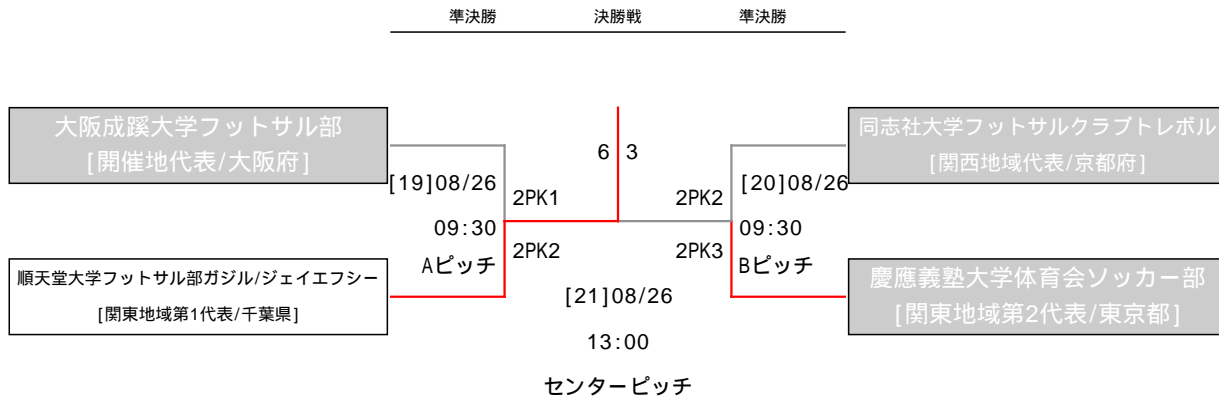 準決勝 決勝戦 準決勝
大阪成蹊大学フットサル部
[開催地代表/大阪府]
6 3
同志社大学フットサルクラブトレボル
[関西地域代表/京都府]
[19]08/26
2PK1
2PK2
[20]08/26
09:30
09:30
Aピッチ
2PK2
2PK3
Bピッチ
順天堂大学フットサル部ガジル/ジェイエフシー
[関東地域第1代表/千葉県]
慶應義塾大学体育会ソッカー部
[関東地域第2代表/東京都]
[21]08/26
13:00
センターピッチ